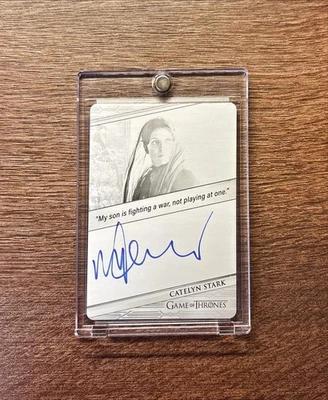 "My son is fighting a war, not playing at one."
CATELYN STARK
GAME OF THRONES